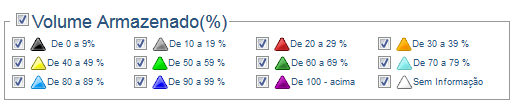 Volume Armazenado(%)
De 0 a 9% De 10 a 19 % De 20 a 29 % De 30 a 39 %
De 40 a 49 % De 50 a 59 % De 60 a 69 % De 70 a 79 %
De 80 a 89 % De 90 a 99 % De 100 - acima Sem Informação